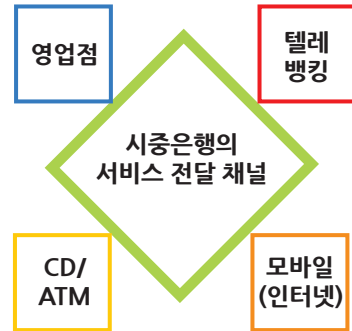 영업점
텔레
뱅킹
시중은행의
서비스 전달 채널
CD/
ATM
모바일
(인터넷)